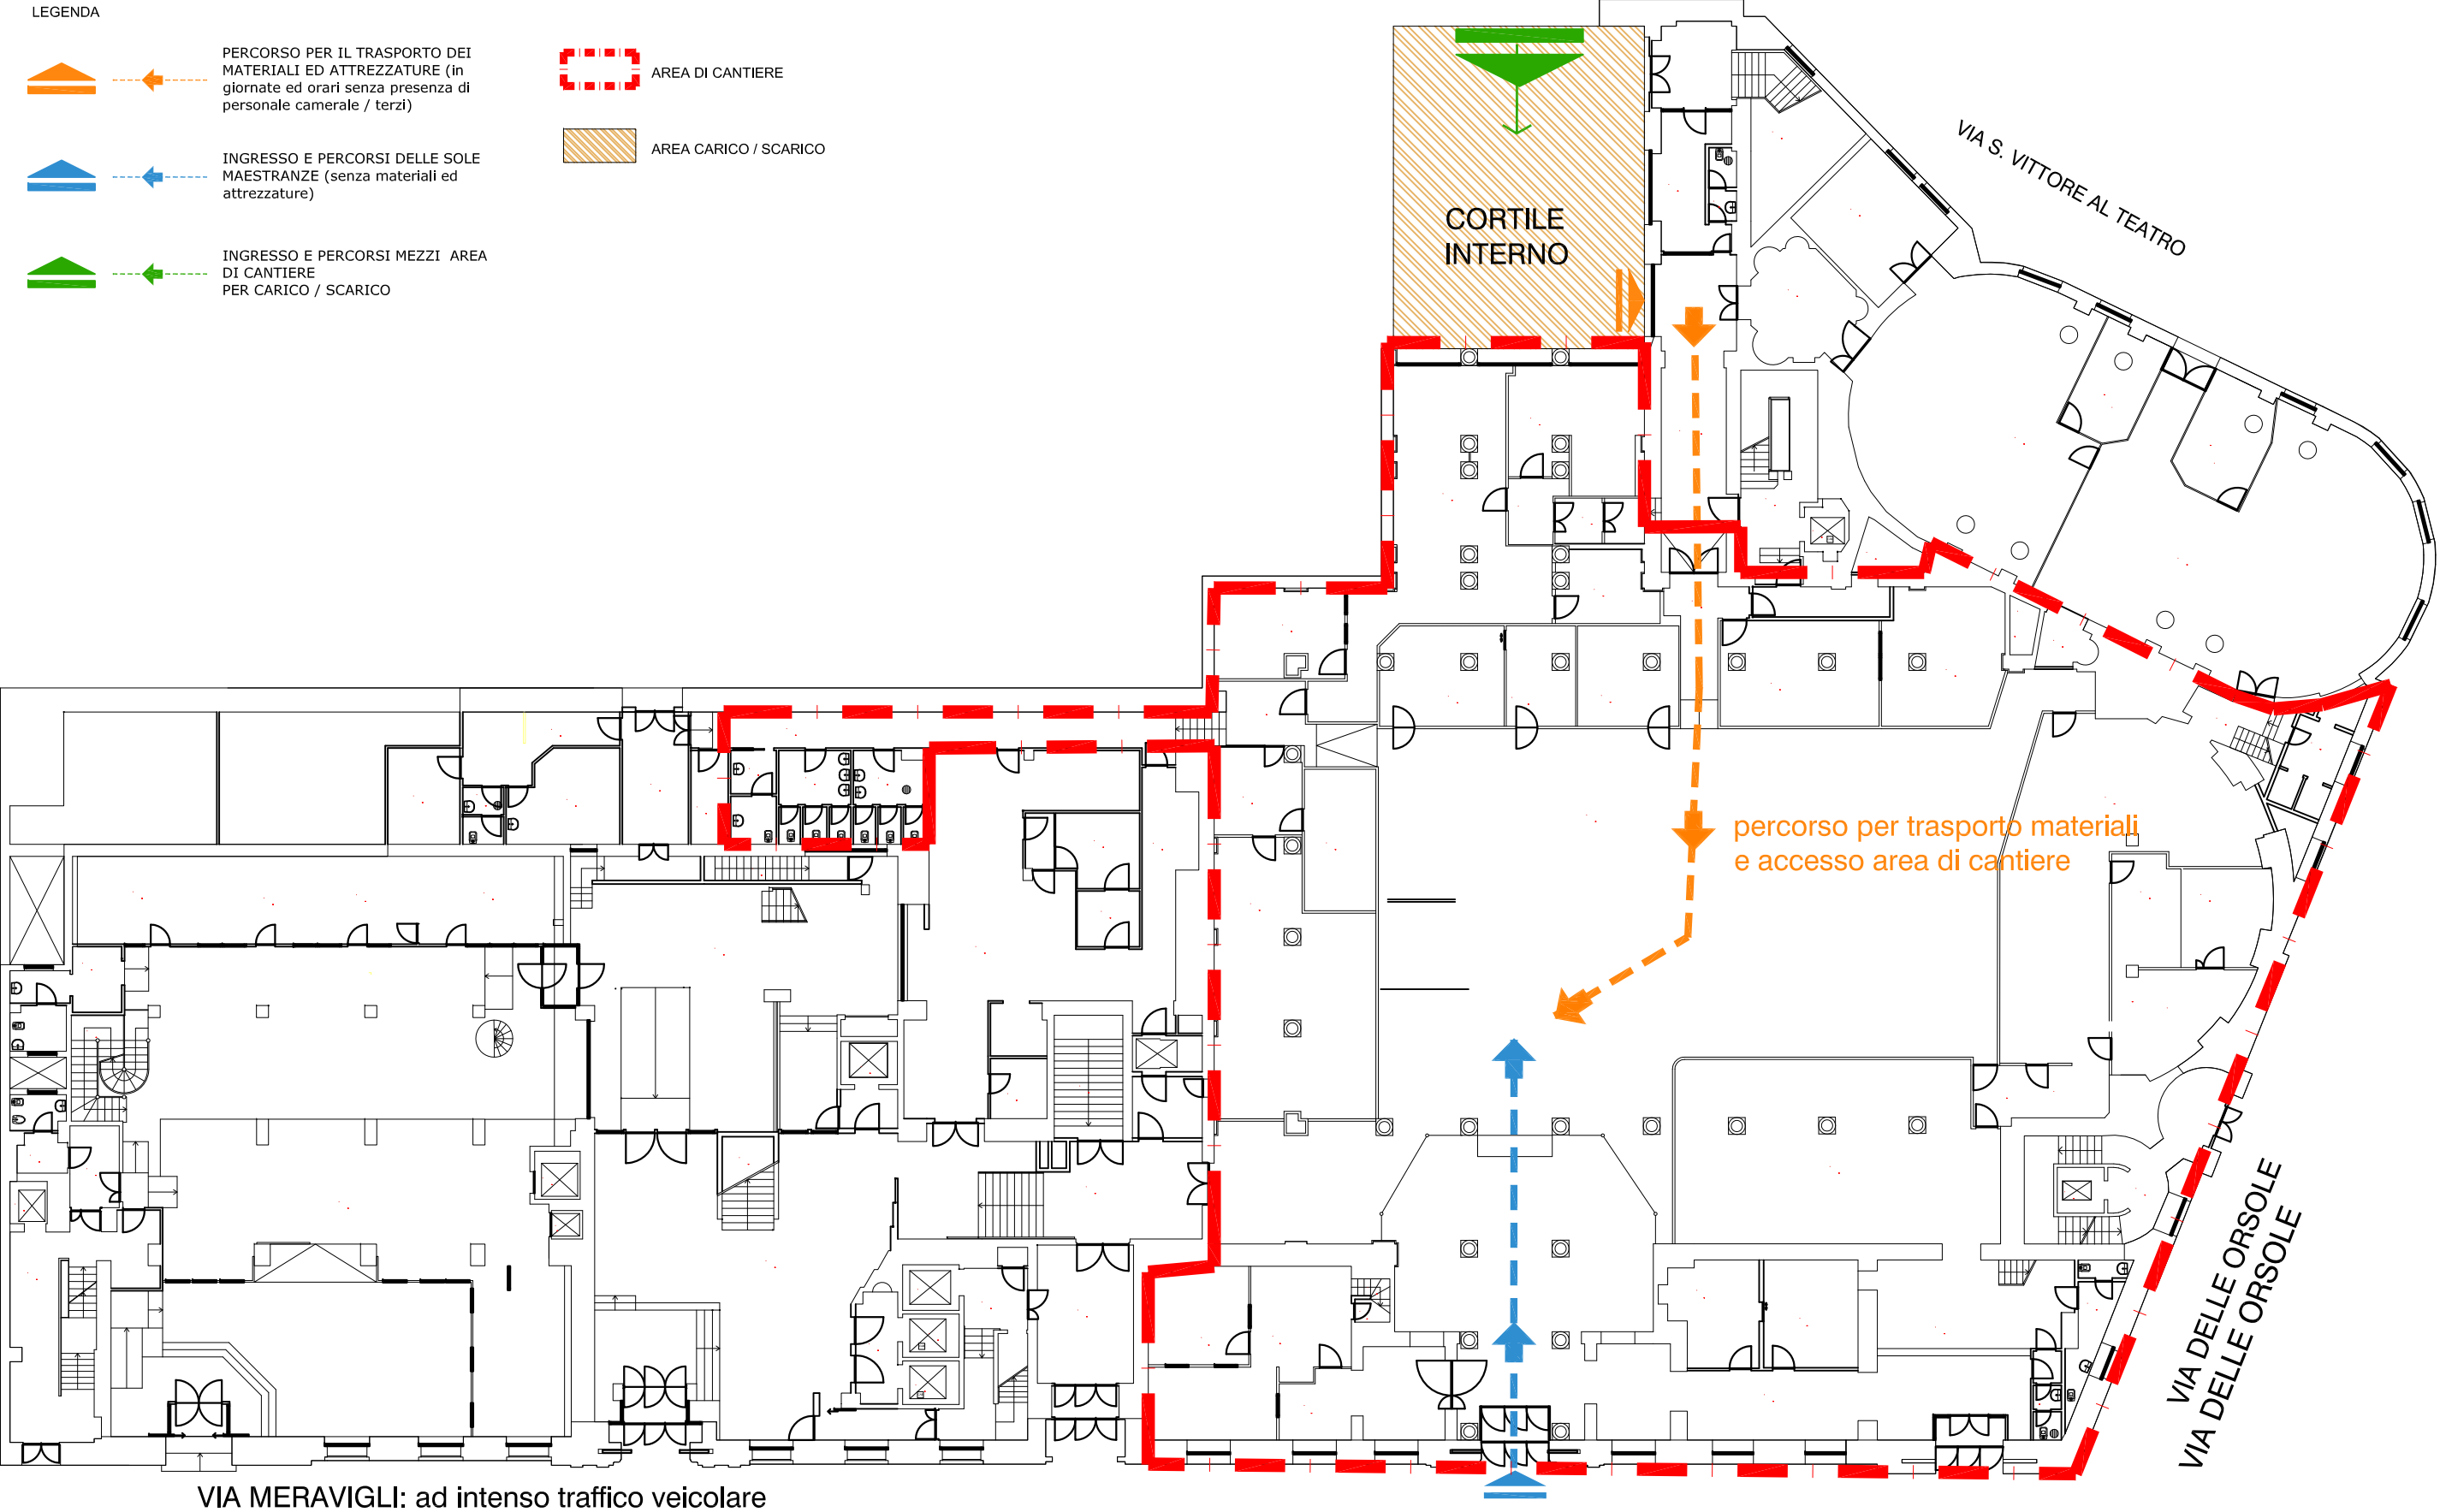 LEGENDA
PERCORSO PER IL TRASPORTO DEI
MATERIALI ED ATTREZZATURE (in
giornate ed orari senza presenza di
personale camerale / terzi)
INGRESSO E PERCORSI DELLE SOLE
MAESTRANZE (senza materiali ed
attrezzature)
INGRESSO E PERCORSI MEZZI AREA
DI CANTIERE
PER CARICO / SCARICO
AREA DI CANTIERE
AREA CARICO / SCARICO
CORTILE
INTERNO
VIA S. VITTORE AL TEATRO
percorso per trasporto materiali
e accesso area di cantiere
VIA DELLE ORSOLE
VIA DELLE ORSOLE
VIA MERAVIGLI: ad intenso traffico veicolare